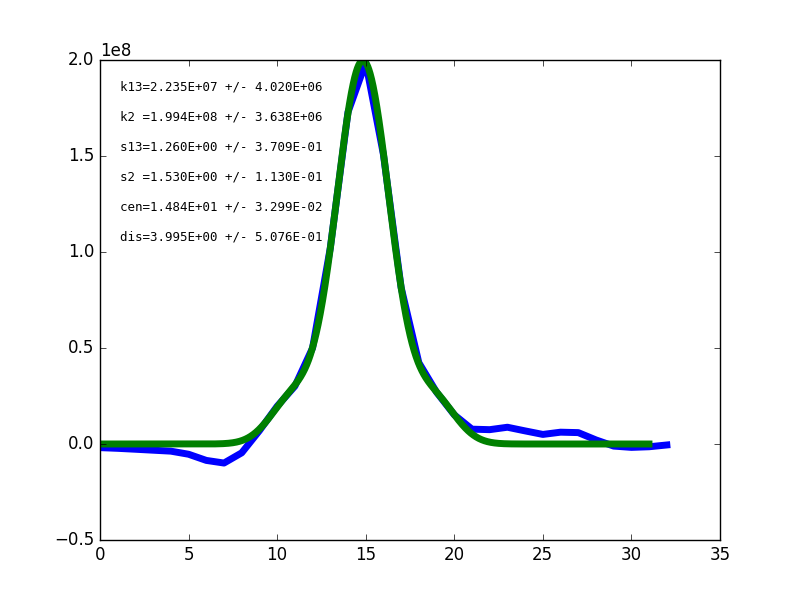 1e8
2.0
1.5
1.0
0.5
0.0
−0.5
k13=2.235E+07 +/- 4.020E+06
k2 =1.994E+08 +/- 3.638E+06
s13=1.260E+00 +/- 3.709E-01
s2 =1.530E+00 +/- 1.130E-01
cen=1.484E+01 +/- 3.299E-02
dis=3.995E+00 +/- 5.076E-01
0 5 10 15 20 25 30 35